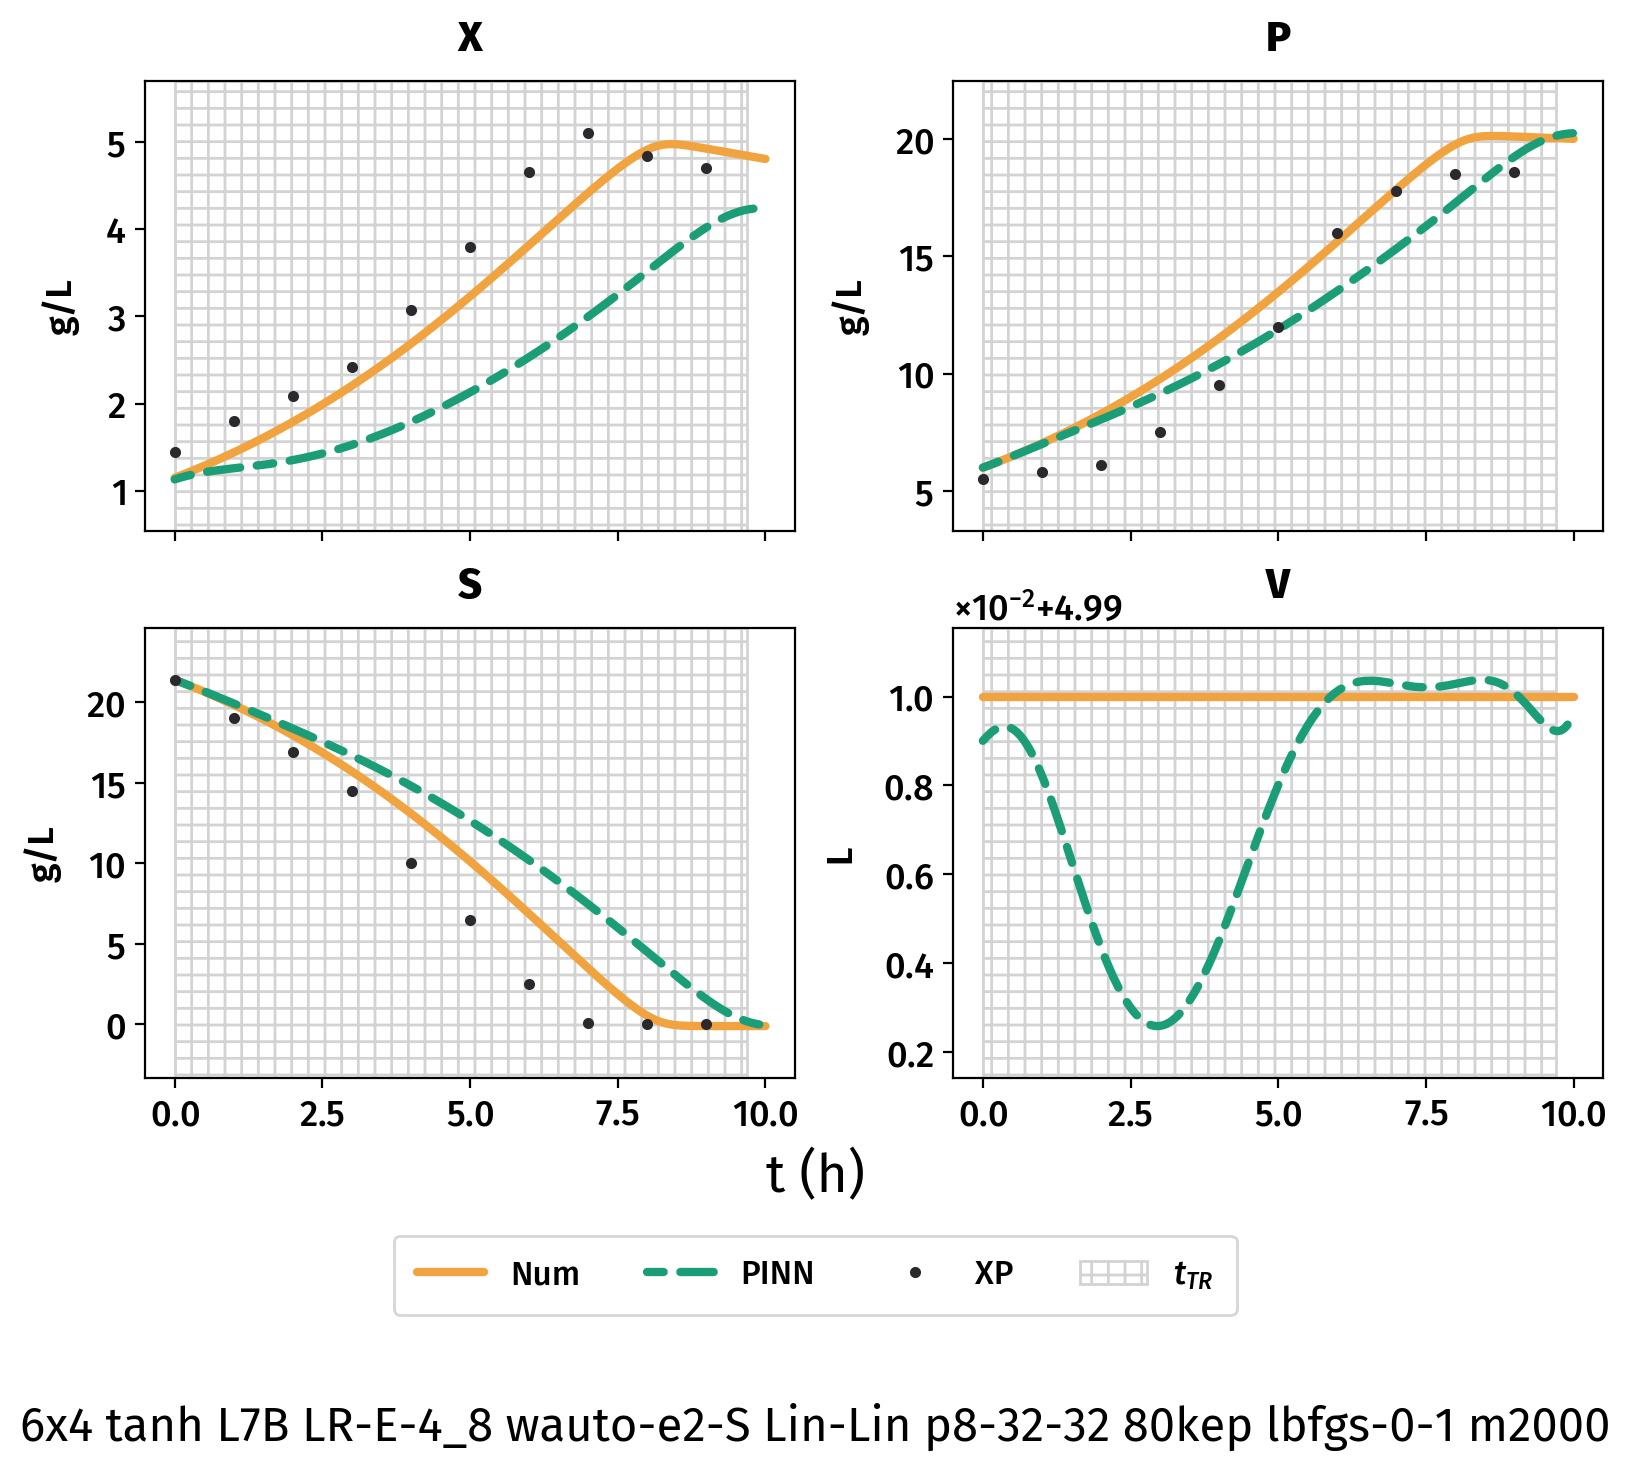 X
P
5
4
3
2
1
g/L
20
15
10
5
g/L
S
V
×10⁻²+4.99
20
15
10
5
0
g/L
1.0
0.8
0.6
0.4
0.2
L
0.0 2.5 5.0 7.5 10.0
0.0 2.5 5.0 7.5 10.0
t (h)
Num PINN XP t_TR
6x4 tanh L7B LR-E-4_8 wauto-e2-S Lin-Lin p8-32-32 80kep lbfgs-0-1 m2000